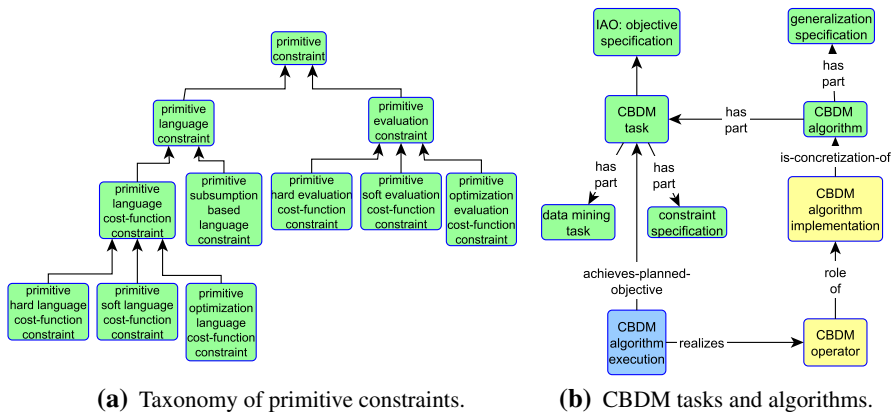 primitive
constraint
primitive
language
constraint
primitive
evaluation
constraint
primitive
language
cost-function
constraint
primitive
subsumption
based
language
constraint
primitive
hard evaluation
cost-function
constraint
primitive
soft evaluation
cost-function
constraint
primitive
optimization
evaluation
cost-function
constraint
primitive
hard language
cost-function
constraint
primitive
soft language
cost-function
constraint
primitive
optimization
language
cost-function
constraint
(a) Taxonomy of primitive constraints.
IAO: objective
specification
generalization
specification
has
part
CBDM
task
has
part
CBDM
algorithm
has
part
has
part
is-concretization-of
data mining
task
constraint
specification
CBDM
algorithm
implementation
achieves-planned-
objective
role
of
CBDM
algorithm
execution
realizes
CBDM
operator
(b) CBDM tasks and algorithms.